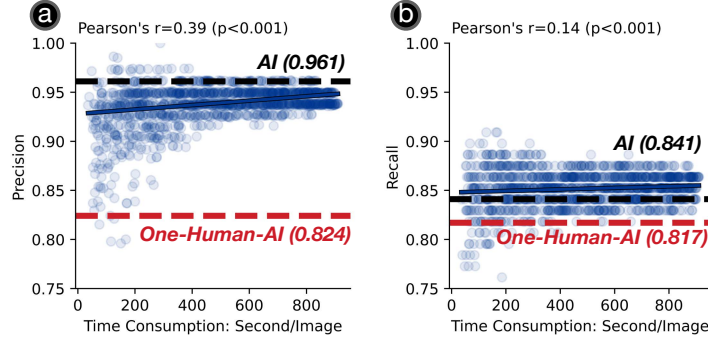 a
Pearson's r=0.39 (p<0.001)
1.00
0.95
0.90
0.85
0.80
0.75
Precision
AI (0.961)
One-Human-AI (0.824)
0
200
400
600
800
Time Consumption: Second/Image
b
Pearson's r=0.14 (p<0.001)
1.00
0.95
0.90
0.85
0.80
0.75
Recall
AI (0.841)
One-Human-AI (0.817)
0
200
400
600
800
Time Consumption: Second/Image